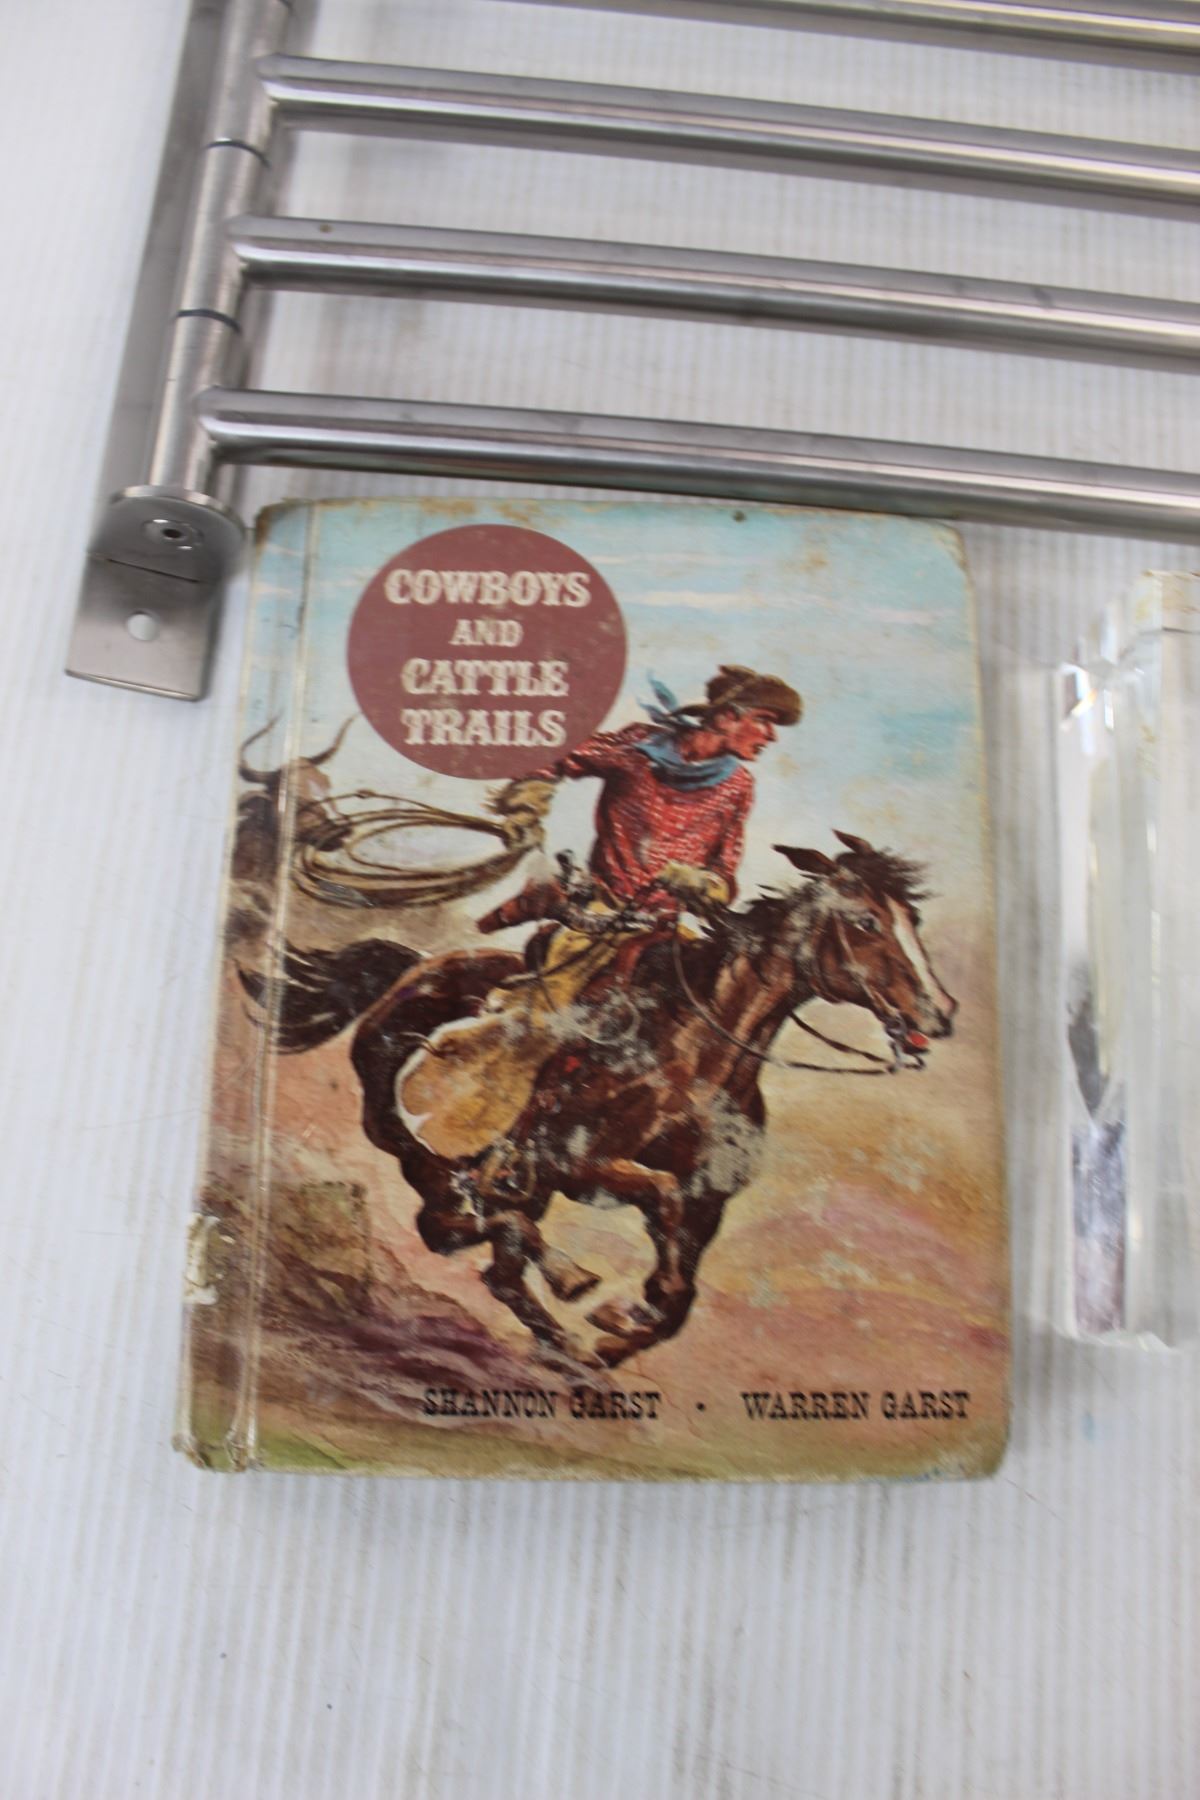 COWBOYS
AND
CATTLE
TRAILS
SHANNON GARST • WARREN GARST